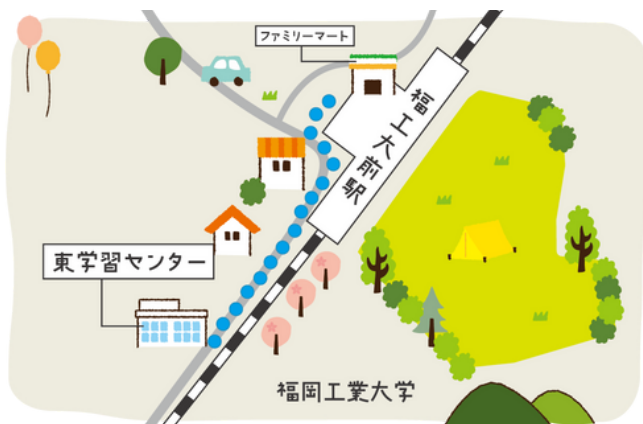 ファミリーマート
福工大前駅
東学習センター
福岡工業大学